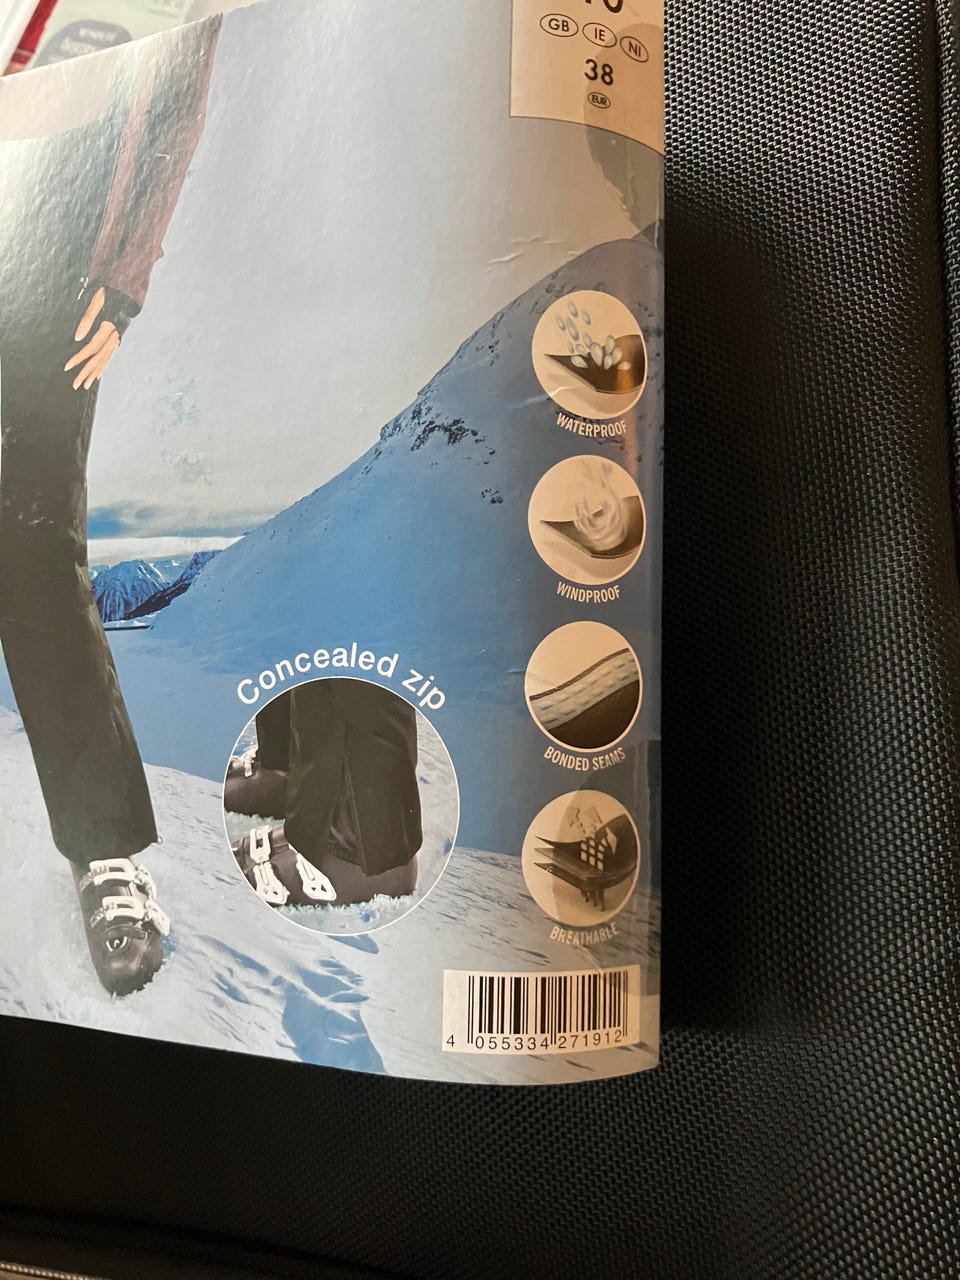 GB IE NI
38
EUR
WATERPROOF
WINDPROOF
Concealed zip
BONDED SEAMS
BREATHABLE
4 055334 271912